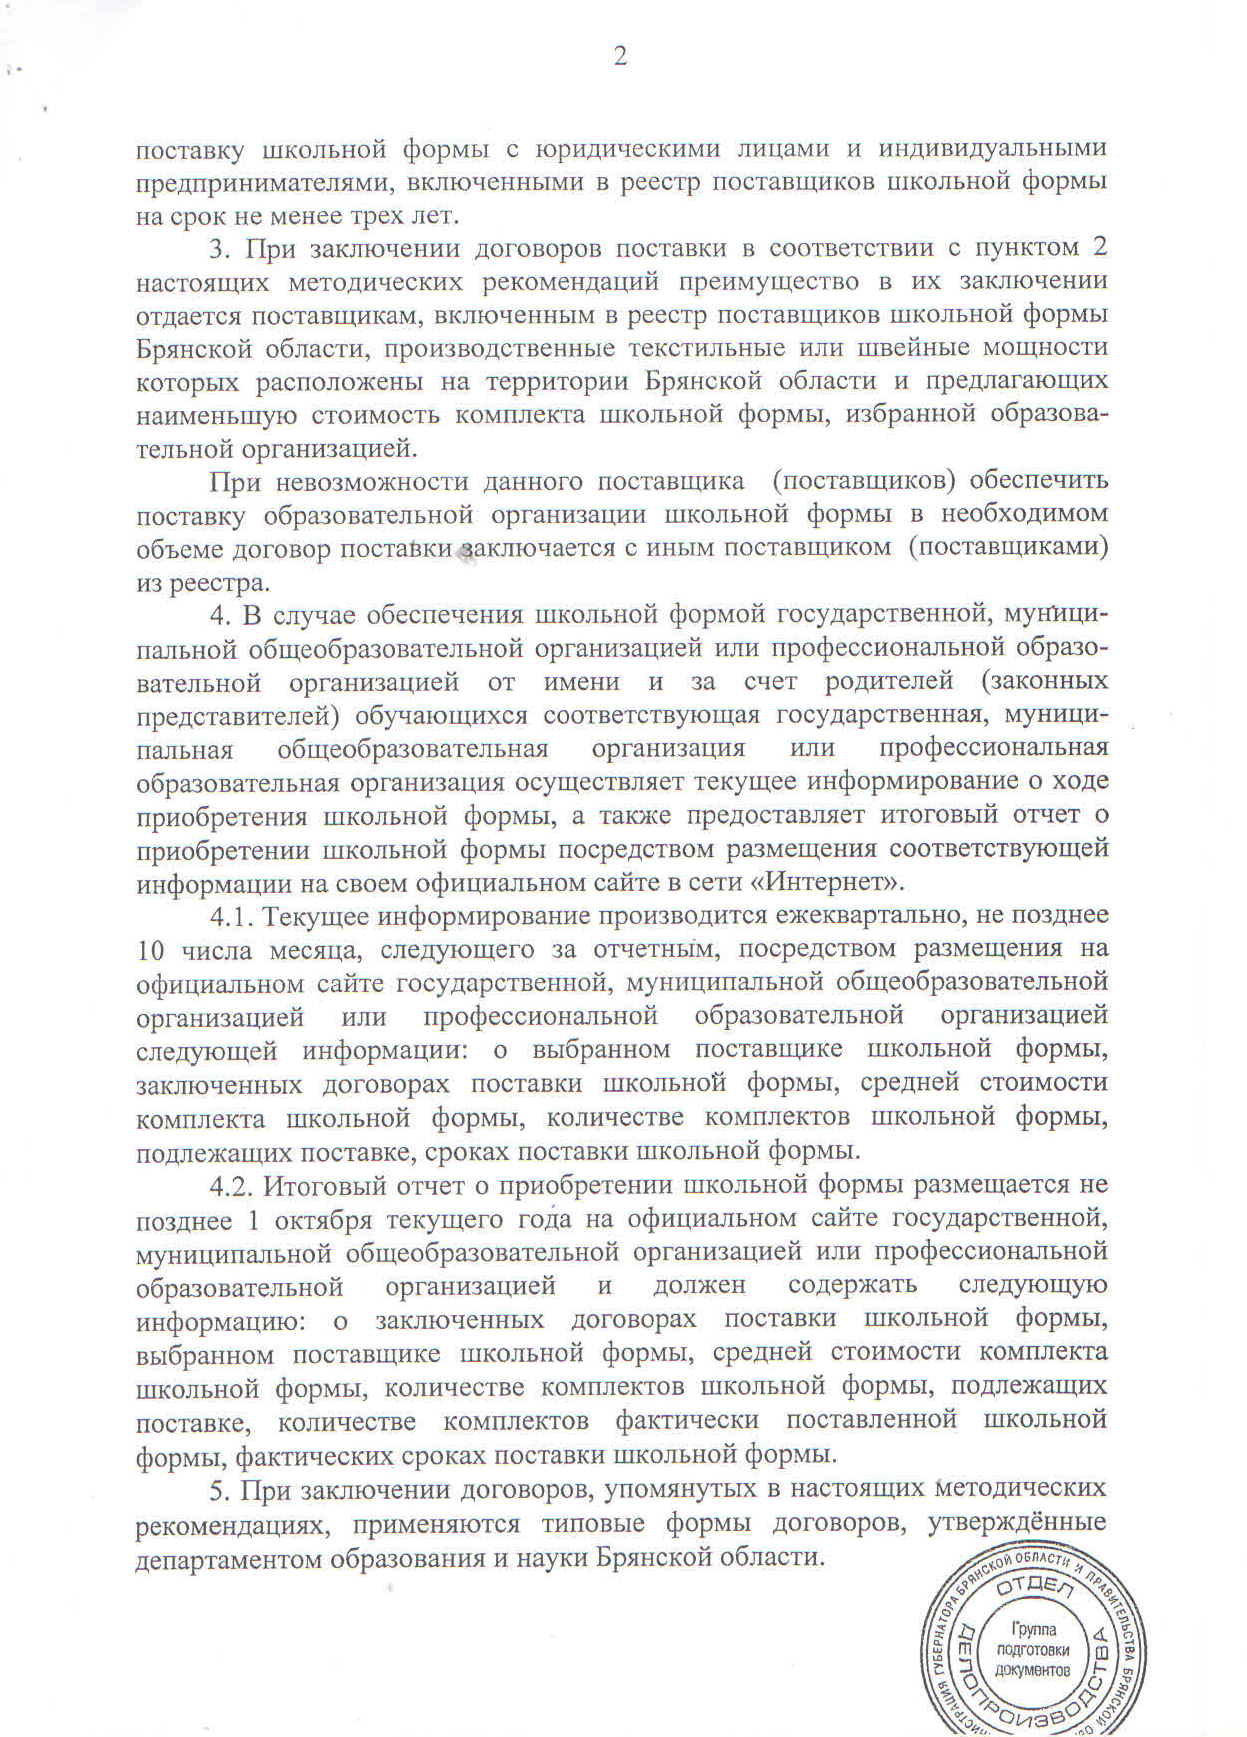 2
поставку школьной формы с юридическими лицами и индивидуальными
предпринимателями, включенными в реестр поставщиков школьной формы
на срок не менее трех лет.
3. При заключении договоров поставки в соответствии с пунктом 2
настоящих методических рекомендаций преимущество в их заключении
отдается поставщикам, включенным в реестр поставщиков школьной формы
Брянской области, производственные текстильные или швейные мощности
которых расположены на территории Брянской области и предлагающих
наименьшую стоимость комплекта школьной формы, избранной образова-
тельной организацией.
При невозможности данного поставщика (поставщиков) обеспечить
поставку образовательной организации школьной формы в необходимом
объеме договор поставки заключается с иным поставщиком (поставщиками)
из реестра.
4. В случае обеспечения школьной формой государственной, муници-
пальной общеобразовательной организацией или профессиональной образо-
вательной организацией от имени и за счет родителей (законных
представителей) обучающихся соответствующая государственная, муници-
пальная общеобразовательная организация или профессиональная
образовательная организация осуществляет текущее информирование о ходе
приобретения школьной формы, а также предоставляет итоговый отчет о
приобретении школьной формы посредством размещения соответствующей
информации на своем официальном сайте в сети «Интернет».
4.1. Текущее информирование производится ежеквартально, не позднее
10 числа месяца, следующего за отчетным, посредством размещения на
официальном сайте государственной, муниципальной общеобразовательной
организацией или профессиональной образовательной организацией
следующей информации: о выбранном поставщике школьной формы,
заключенных договорах поставки школьной формы, средней стоимости
комплекта школьной формы, количестве комплектов школьной формы,
подлежащих поставке, сроках поставки школьной формы.
4.2. Итоговый отчет о приобретении школьной формы размещается не
позднее 1 октября текущего года на официальном сайте государственной,
муниципальной общеобразовательной организацией или профессиональной
образовательной организацией и должен содержать следующую
информацию: о заключенных договорах поставки школьной формы,
выбранном поставщике школьной формы, средней стоимости комплекта
школьной формы, количестве комплектов школьной формы, подлежащих
поставке, количестве комплектов фактически поставленной школьной
формы, фактических сроках поставки школьной формы.
5. При заключении договоров, упомянутых в настоящих методических
рекомендациях, применяются типовые формы договоров, утверждённые
департаментом образования и науки Брянской области.
ГУБЕРНАТОРА БРЯНСКОЙ ОБЛАСТИ И ПРАВИТЕЛЬСТВА БРЯНСКОЙ
ОТДЕЛ
ДЕЛОПРОИЗВОДСТВА
Группа
подготовки
документов